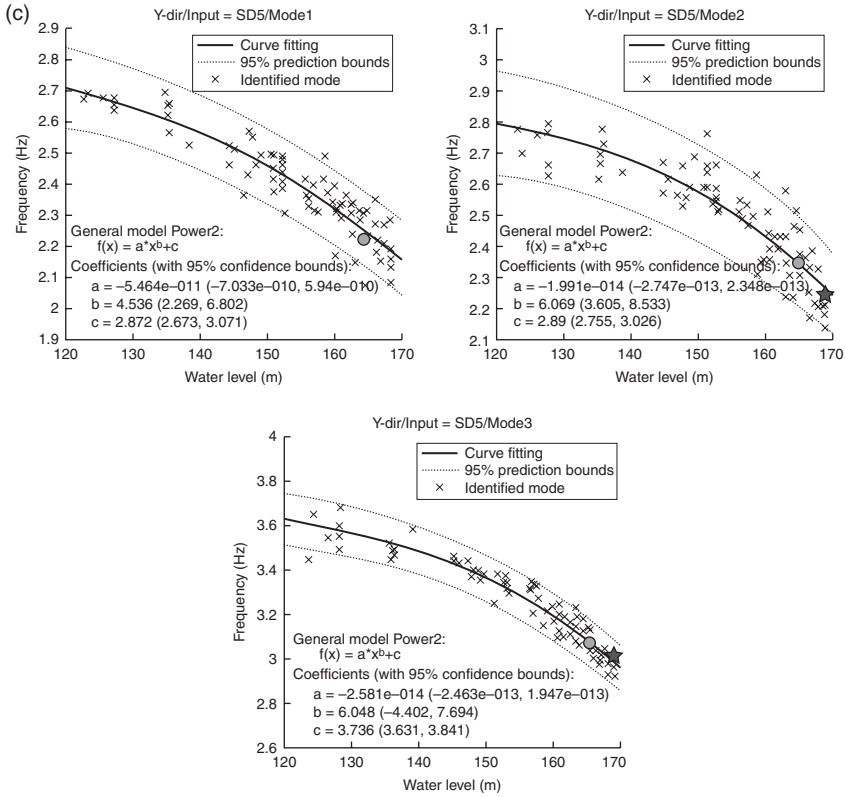 (c)
Y-dir/Input = SD5/Mode1
2.9
2.8
2.7
2.6
2.5
2.4
2.3
2.2
2.1
2
1.9
Frequency (Hz)
Curve fitting
95% prediction bounds
Identified mode
General model Power2:
f(x) = a*xᵇ+c
Coefficients (with 95% confidence bounds):
a = −5.464e−011 (−7.033e−010, 5.94e−010)
b = 4.536 (2.269, 6.802)
c = 2.872 (2.673, 3.071)
120 130 140 150 160 170
Water level (m)
Y-dir/Input = SD5/Mode2
3.1
3
2.9
2.8
2.7
2.6
2.5
2.4
2.3
2.2
2.1
Frequency (Hz)
Curve fitting
95% prediction bounds
Identified mode
General model Power2:
f(x) = a*xᵇ+c
Coefficients (with 95% confidence bounds):
a = −1.991e−014 (−2.747e−013, 2.348e−013)
b = 6.069 (3.605, 8.533)
c = 2.89 (2.755, 3.026)
120 130 140 150 160 170
Water level (m)
Y-dir/Input = SD5/Mode3
4
3.8
3.6
3.4
3.2
3
2.8
2.6
Frequency (Hz)
Curve fitting
95% prediction bounds
Identified mode
General model Power2:
f(x) = a*xᵇ+c
Coefficients (with 95% confidence bounds):
a = −2.581e−014 (−2.463e−013, 1.947e−013)
b = 6.048 (−4.402, 7.694)
c = 3.736 (3.631, 3.841)
120 130 140 150 160 170
Water level (m)